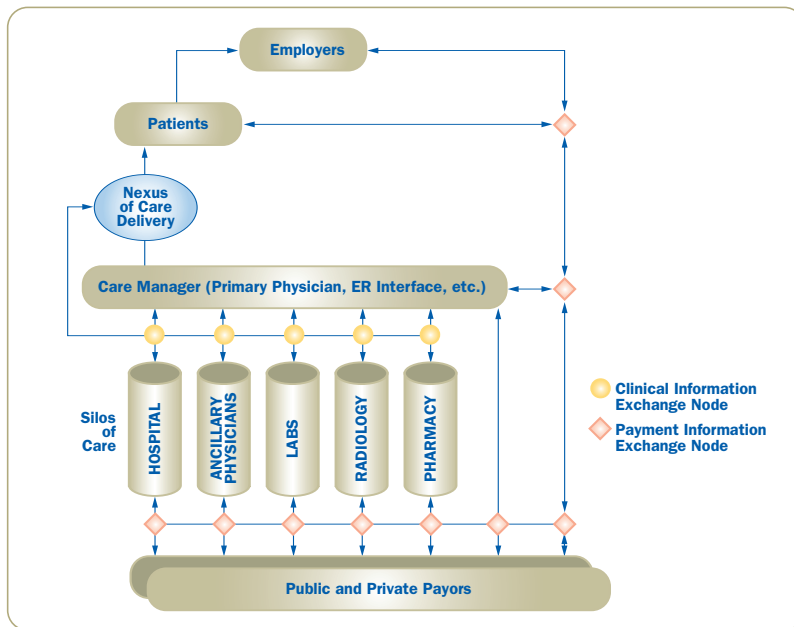 Employers
Patients
Nexus
of Care
Delivery
Care Manager (Primary Physician, ER Interface, etc.)
Silos
of
Care
HOSPITAL
ANCILLARY
PHYSICIANS
LABS
RADIOLOGY
PHARMACY
Clinical Information
Exchange Node
Payment Information
Exchange Node
Public and Private Payors